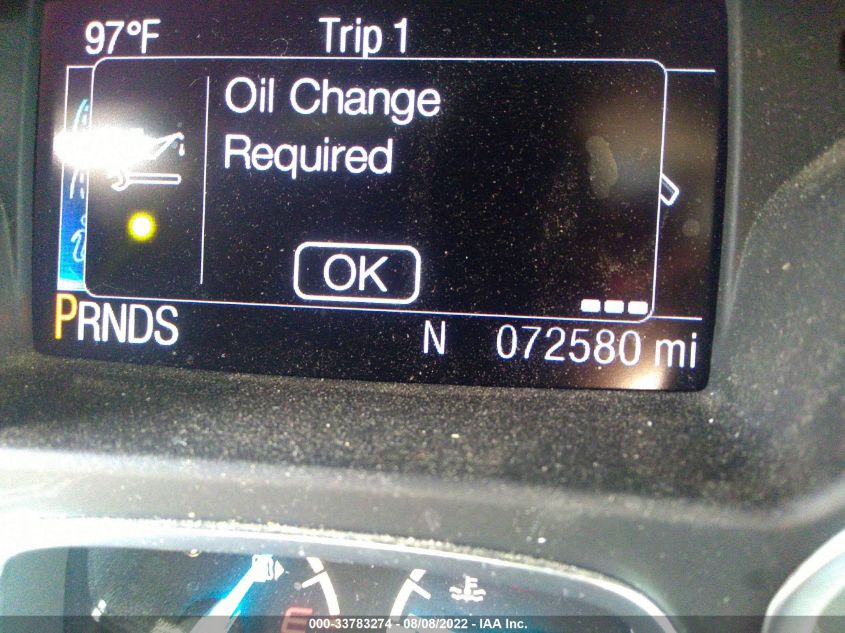 97°F Trip 1
Oil Change
Required
OK
PRNDS N 072580 mi
E
000-33783274 - 08/08/2022 - IAA Inc.